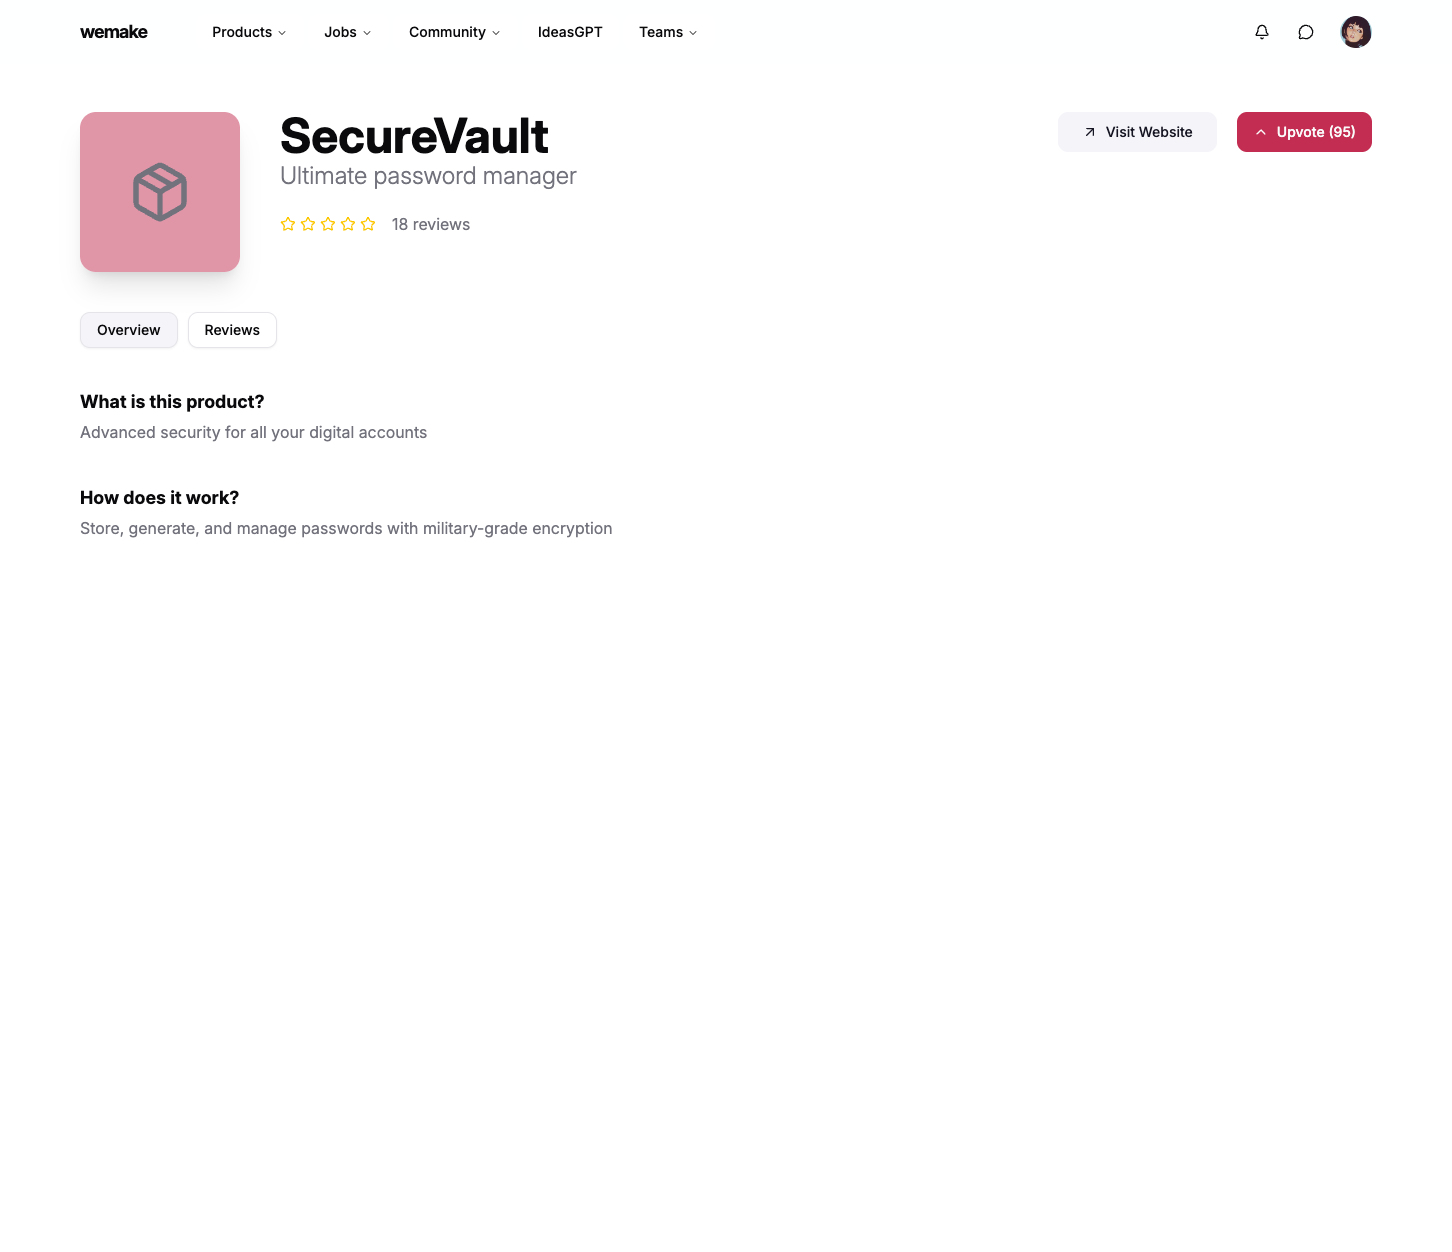 wemake Products Jobs Community IdeasGPT Teams
SecureVault
Visit Website
Upvote (95)
Ultimate password manager
18 reviews
Overview Reviews
What is this product?
Advanced security for all your digital accounts
How does it work?
Store, generate, and manage passwords with military-grade encryption